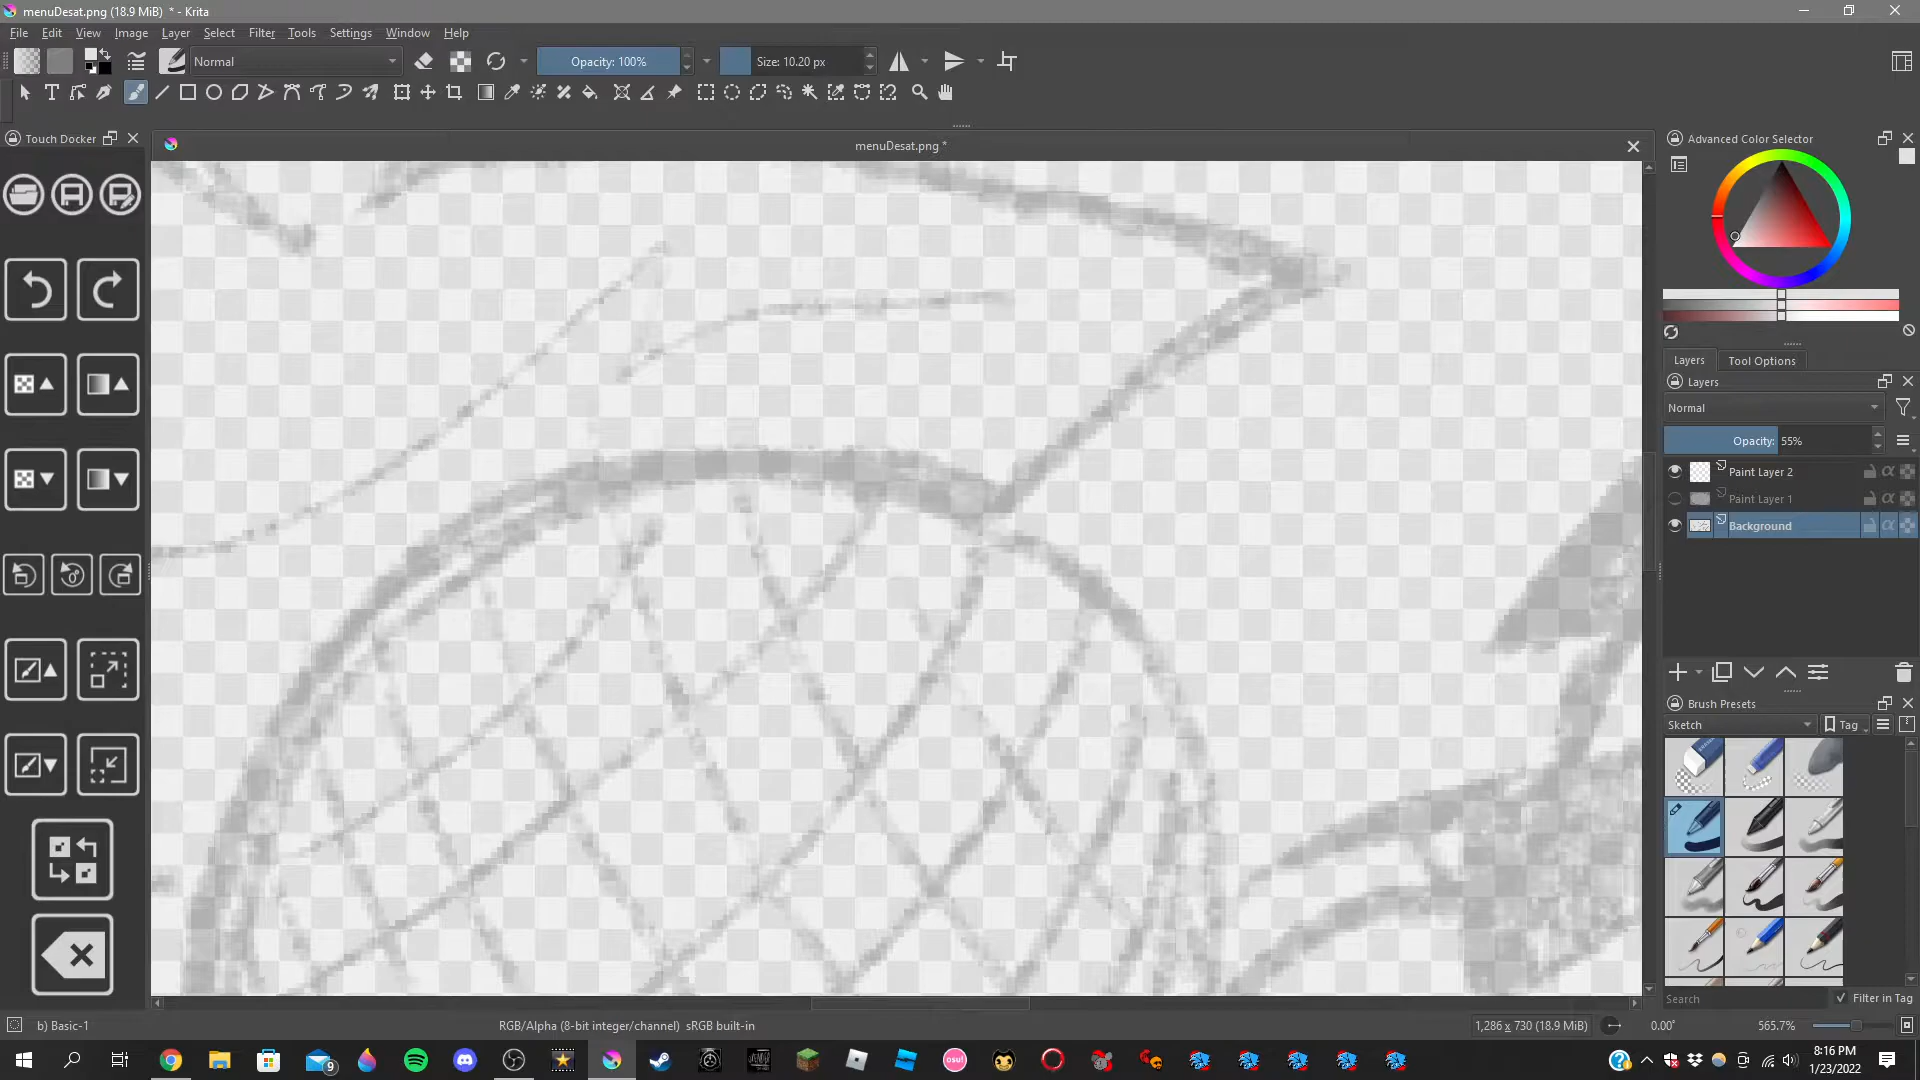 menuDesat.png (18.9 MiB) * - Krita
File Edit View Image Layer Select Filter Tools Settings Window Help
Normal
Opacity: 100%
Size: 10.20 px
Touch Docker
menuDesat.png *
Advanced Color Selector
Layers Tool Options
Layers
Normal
Opacity: 55%
Paint Layer 2
Paint Layer 1
Background
Brush Presets
Sketch
Tag
Search
Filter in Tag
b) Basic-1
RGB/Alpha (8-bit integer/channel) sRGB built-in
1,286 x 730 (18.9 MiB)
0.00°
565.7%
9
osu!
8:16 PM
1/23/2022